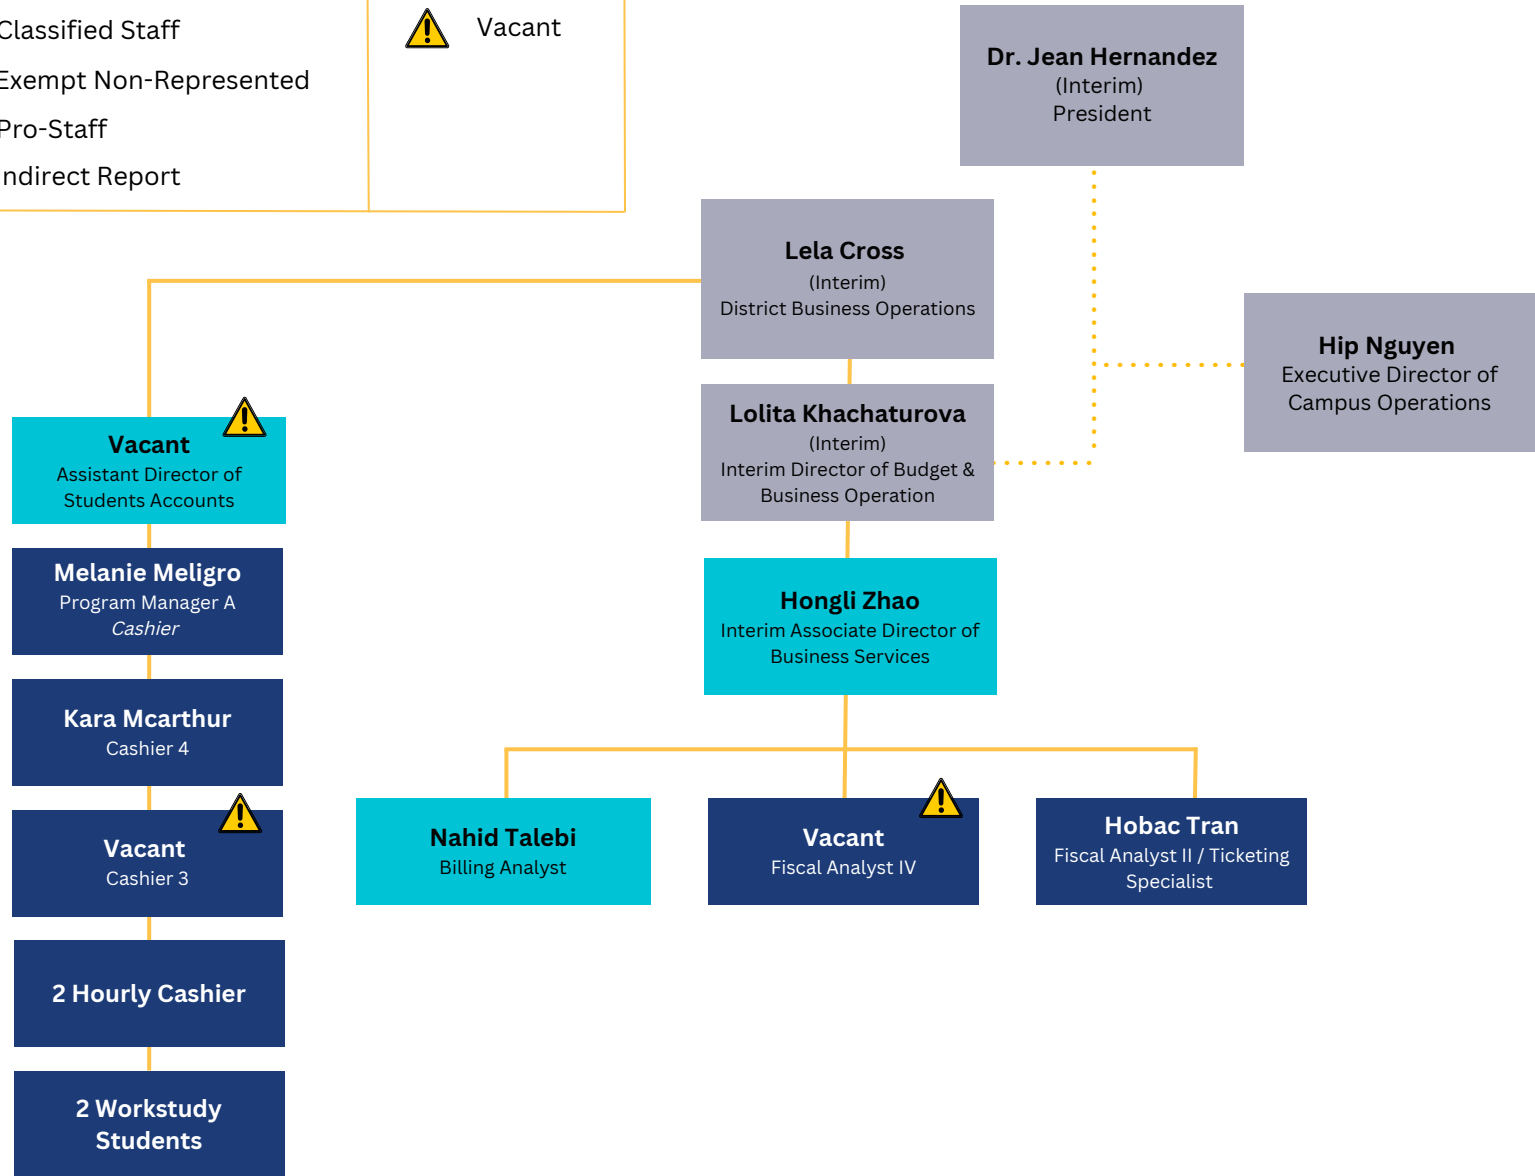 Classified Staff
Exempt Non-Represented
Pro-Staff
ndirect Report
Vacant
Dr. Jean Hernandez
(Interim)
President
Lela Cross
(Interim)
District Business Operations
Hip Nguyen
Executive Director of
Campus Operations
Lolita Khachaturova
(Interim)
Interim Director of Budget &
Business Operation
Vacant
Assistant Director of
Students Accounts
Melanie Meligro
Program Manager A
Cashier
Kara Mcarthur
Cashier 4
Vacant
Cashier 3
2 Hourly Cashier
2 Workstudy
Students
Hongli Zhao
Interim Associate Director of
Business Services
Nahid Talebi
Billing Analyst
Vacant
Fiscal Analyst IV
Hobac Tran
Fiscal Analyst II / Ticketing
Specialist